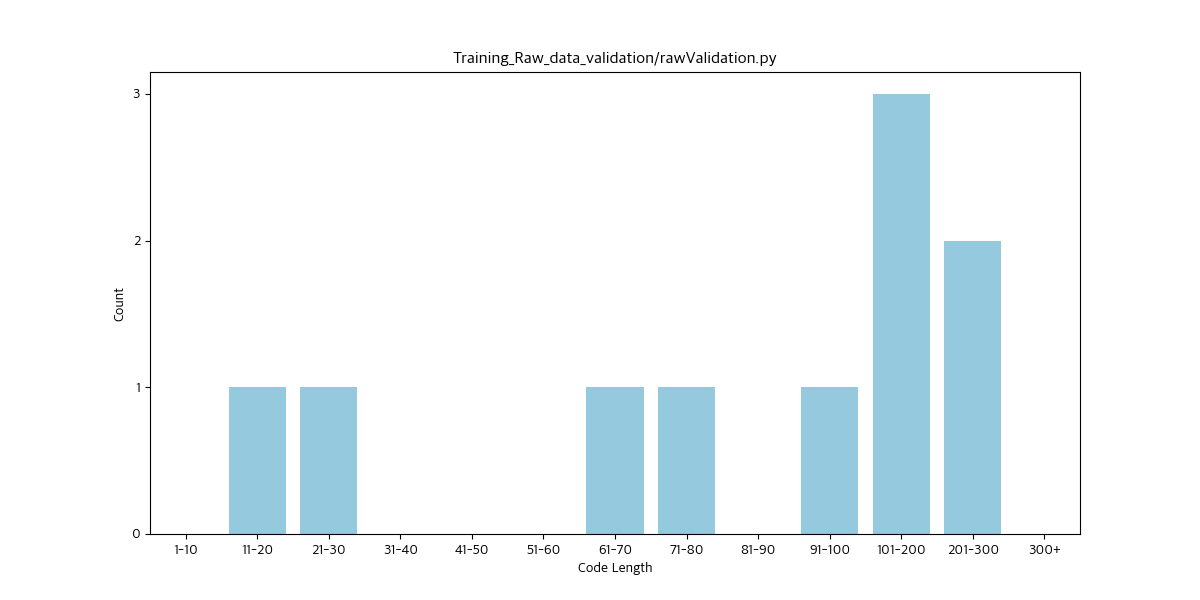 Training_Raw_data_validation/rawValidation.py
3
2
1
0
Count
1-10 11-20 21-30 31-40 41-50 51-60 61-70 71-80 81-90 91-100 101-200 201-300 300+
Code Length